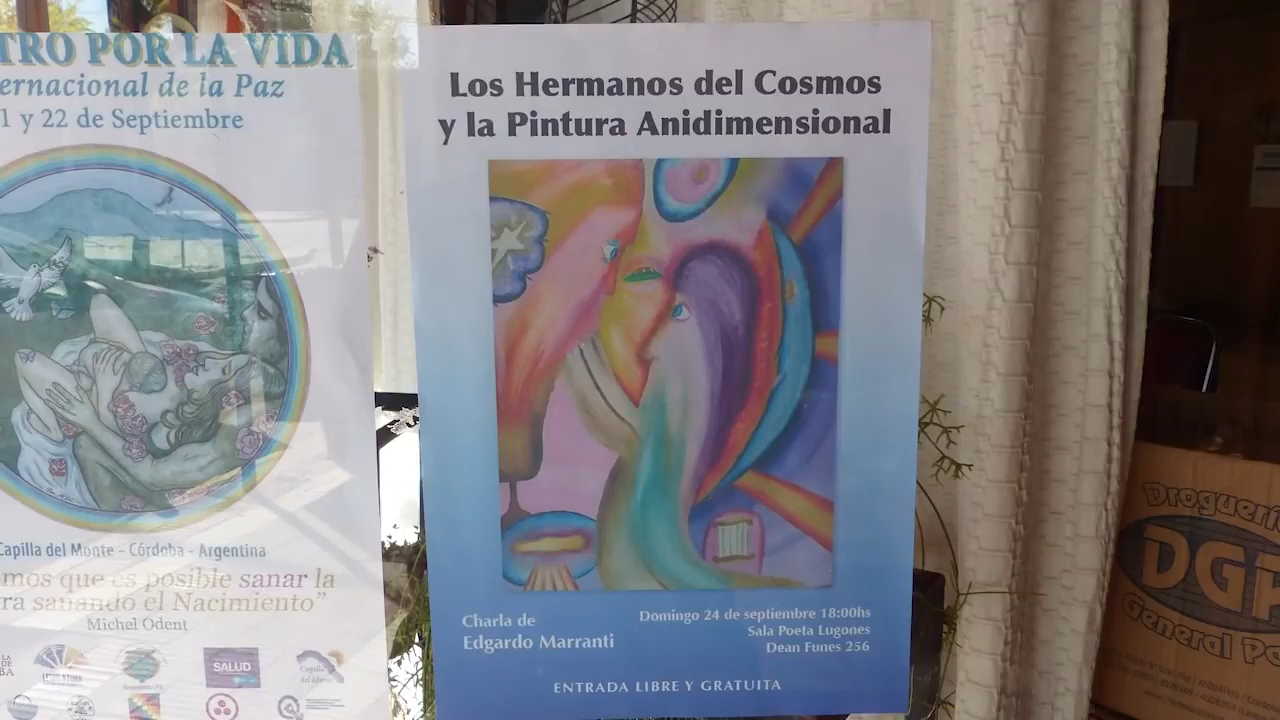 TRO POR LA VIDA
ernacional de la Paz
1 y 22 de Septiembre
Capilla del Monte - Córdoba - Argentina
mos que es posible sanar la
ra sanando el Nacimiento”
Michel Odent
SALUD
Los Hermanos del Cosmos
y la Pintura Anidimensional
Charla de
Edgardo Marranti
Domingo 24 de septiembre 18:00hs
Sala Poeta Lugones
Dean Funes 256
ENTRADA LIBRE Y GRATUITA
DGP
General